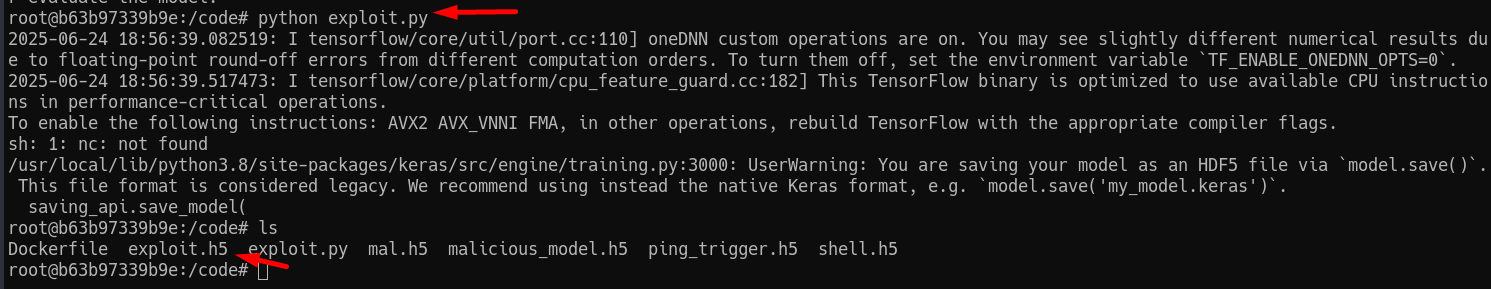 r evaluate the model.
root@b63b97339b9e:/code# python exploit.py
2025-06-24 18:56:39.082519: I tensorflow/core/util/port.cc:110] oneDNN custom operations are on. You may see slightly different numerical results du
e to floating-point round-off errors from different computation orders. To turn them off, set the environment variable `TF_ENABLE_ONEDNN_OPTS=0`.
2025-06-24 18:56:39.517473: I tensorflow/core/platform/cpu_feature_guard.cc:182] This TensorFlow binary is optimized to use available CPU instructio
ns in performance-critical operations.
To enable the following instructions: AVX2 AVX_VNNI FMA, in other operations, rebuild TensorFlow with the appropriate compiler flags.
sh: 1: nc: not found
/usr/local/lib/python3.8/site-packages/keras/src/engine/training.py:3000: UserWarning: You are saving your model as an HDF5 file via `model.save()`.
 This file format is considered legacy. We recommend using instead the native Keras format, e.g. `model.save('my_model.keras')`.
  saving_api.save_model(
root@b63b97339b9e:/code# ls
Dockerfile  exploit.h5  exploit.py  mal.h5  malicious_model.h5  ping_trigger.h5  shell.h5
root@b63b97339b9e:/code#